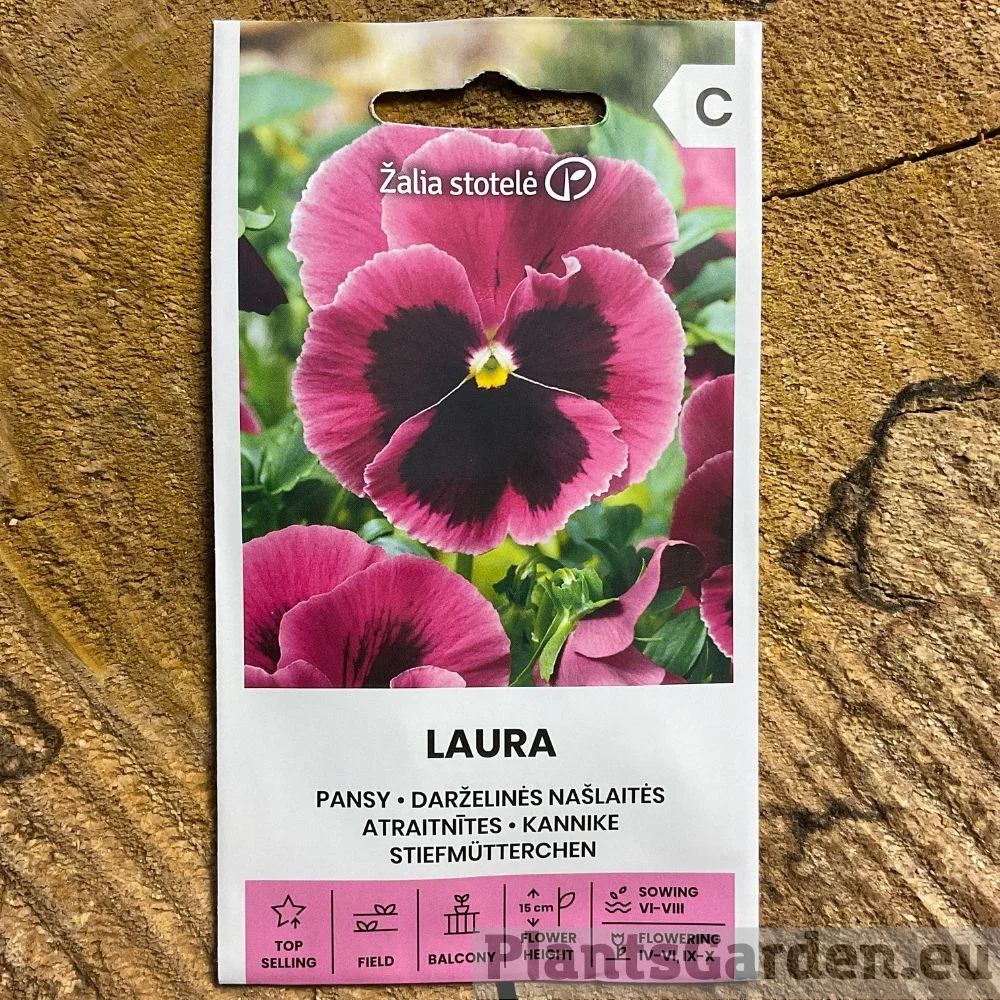 C
Žalia stotelė
LAURA
PANSY • DARŽELINĖS NAŠLAITĖS
ATRAITNĪTES • KANNIKE
STIEFMÜTTERCHEN
TOP
SELLING
FIELD
BALCONY
15 cm
FLOWER
HEIGHT
SOWING
VI-VIII
FLOWERING
IV-VI, IX-X
PlantsGarden.eu